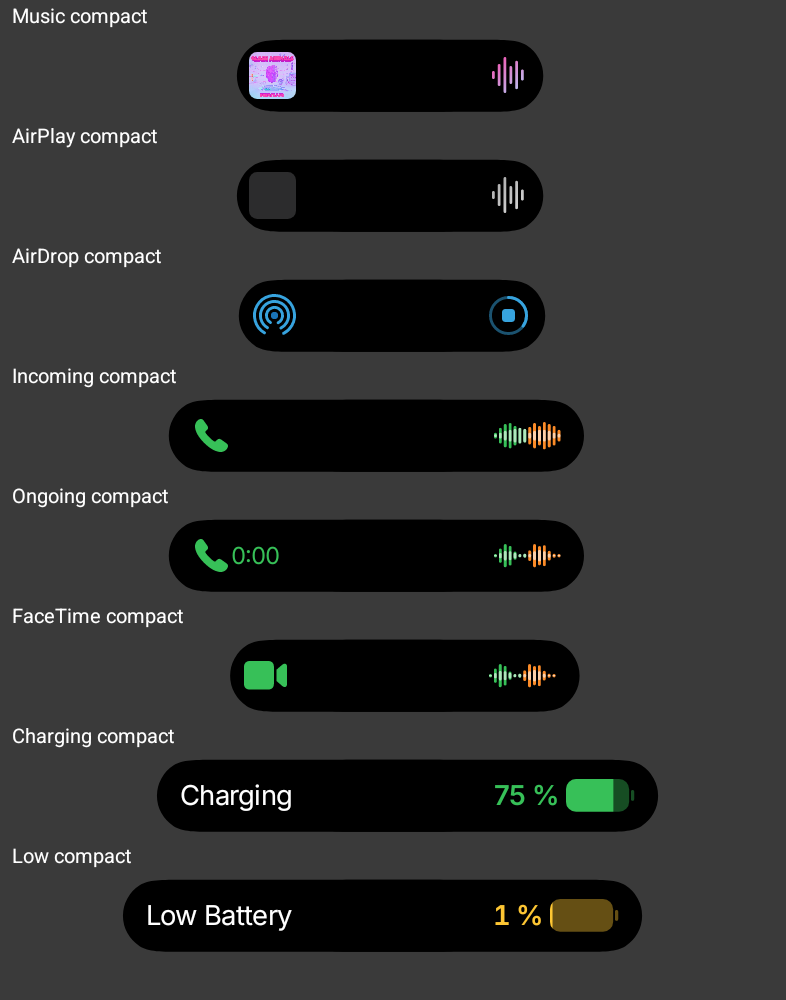 Music compact
AirPlay compact
AirDrop compact
Incoming compact
Ongoing compact
0:00
FaceTime compact
Charging compact
Charging 75 %
Low compact
Low Battery 1 %